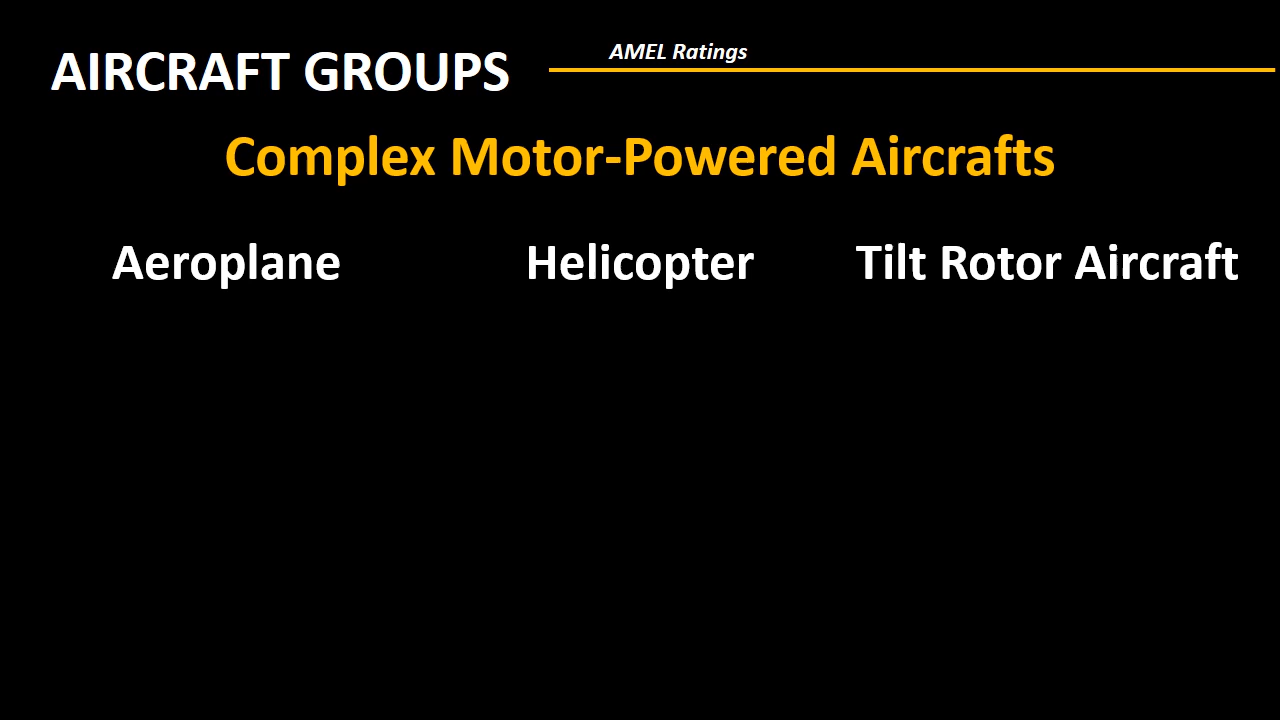 AIRCRAFT GROUPS
AMEL Ratings
Complex Motor-Powered Aircrafts
Aeroplane
Helicopter
Tilt Rotor Aircraft